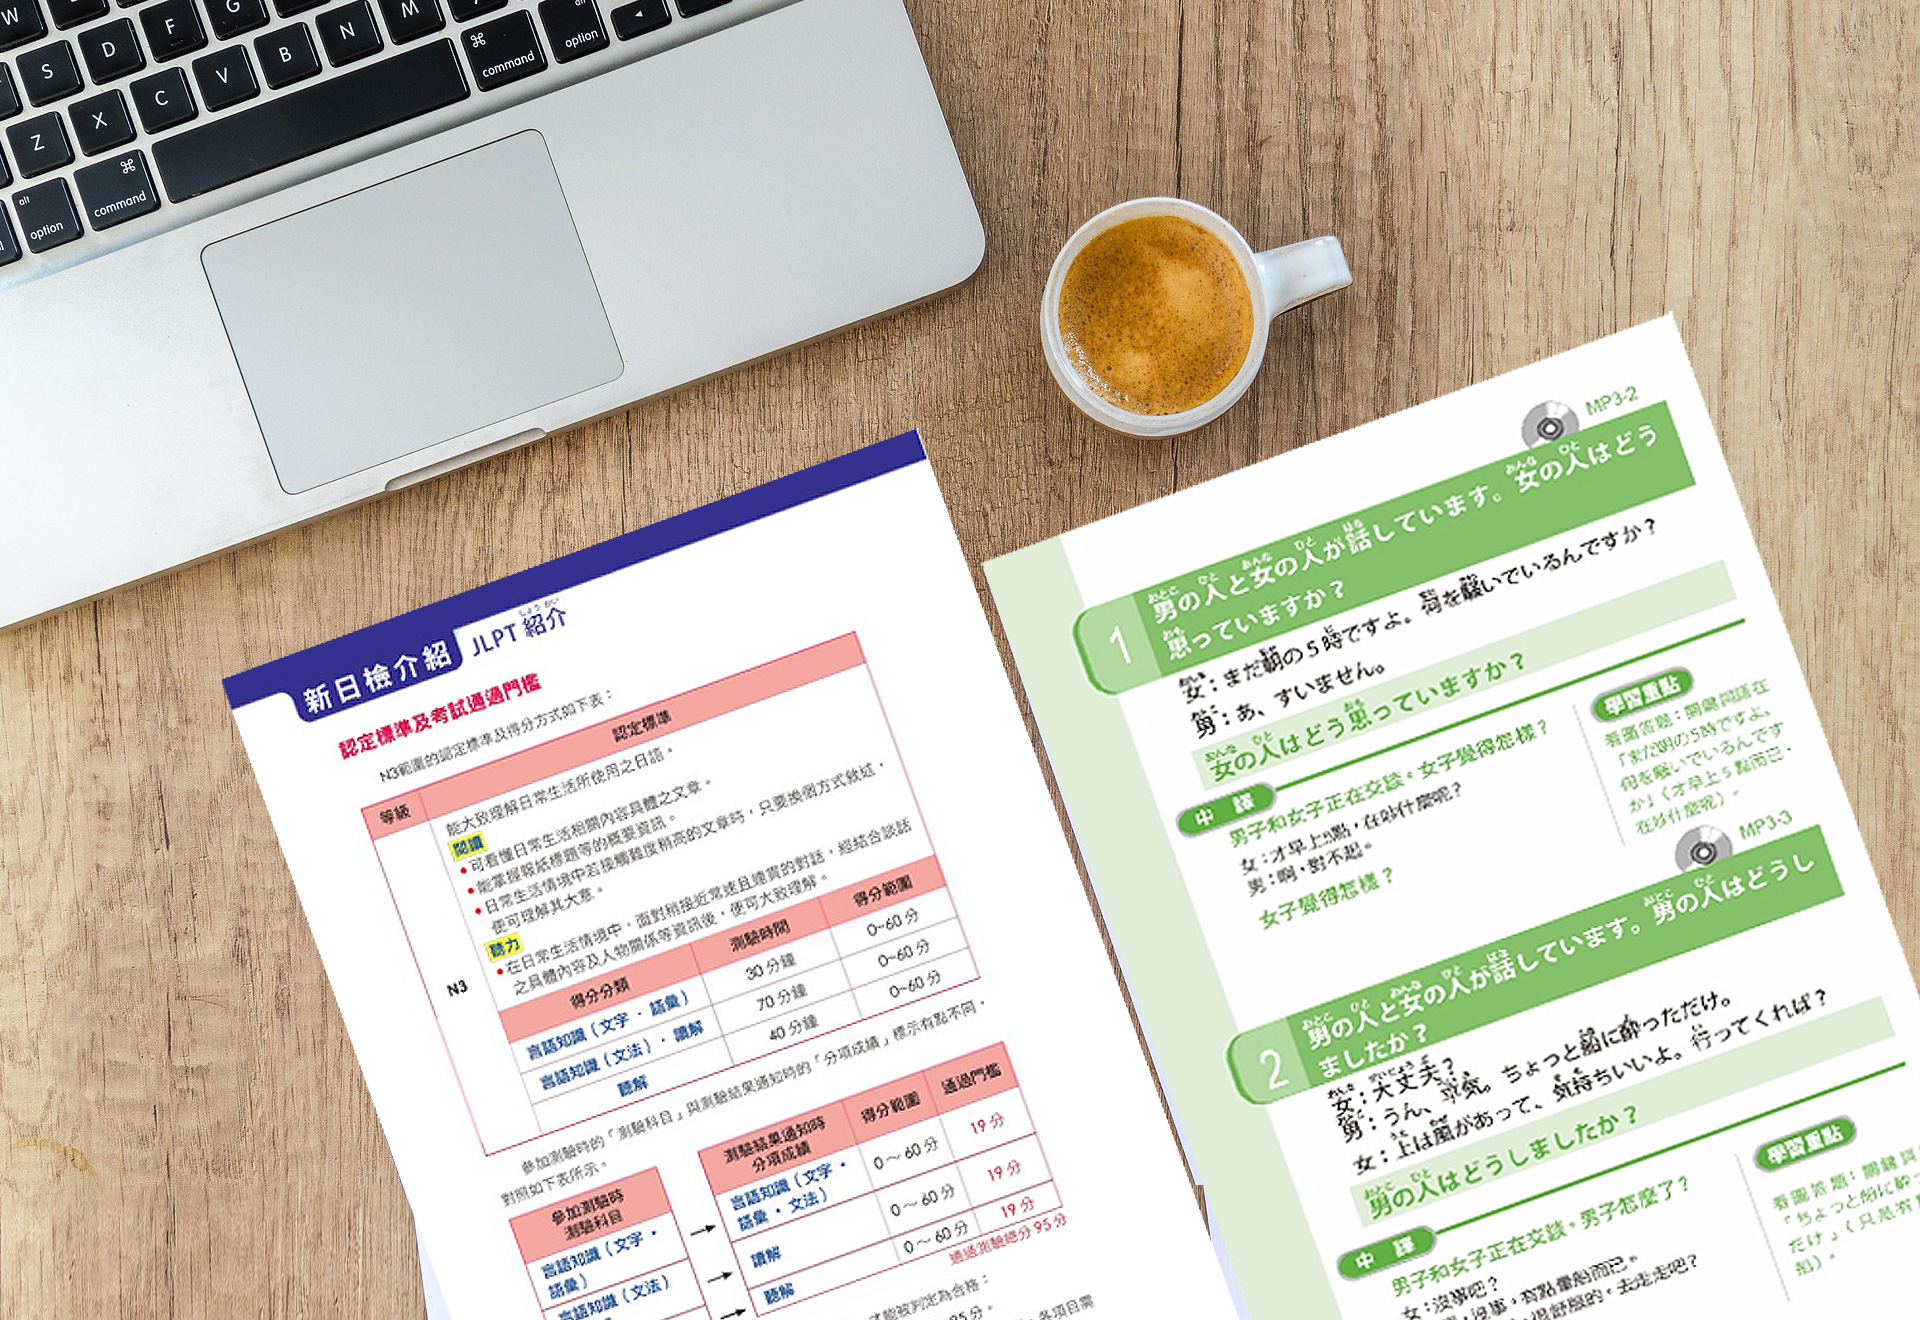 W
M
alt
S
D
F
G
Z
X
C
V
B
N
M
⌘
command
alt
option
⌘
command
alt
option
新日檢介紹
JLPT 紹介
しょうかい
認定標準及考試通過門檻
N3範圍的認定標準及得分方式如下表：
等級
認定標準
N3
能大致理解日常生活所使用之日語。
閱讀
•可看懂日常生活相關內容具體之文章。
•能掌握報紙標題等的概要資訊。
•日常生活情境中若接觸難度稍高的文章時，只要換個方式敘述，
便可理解其大意。
聽力
•在日常生活情境中，面對稍接近常速且連貫的對話，經結合談話
之具體內容及人物關係等資訊後，便可大致理解。
得分分類
測驗時間
得分範圍
言語知識（文字・語彙）
30 分鐘
0~60 分
言語知識（文法）・讀解
70 分鐘
0~60 分
聽解
40 分鐘
0~60 分
參加測驗時的「測驗科目」與測驗結果通知時的「分項成績」標示有點不同，
對照如下表所示。
參加測驗時
測驗科目
言語知識（文字・
語彙）
言語知識（文法）
測驗結果通知時
分項成績
得分範圍
通過門檻
言語知識（文字・
語彙・文法）
0～60 分
19 分
讀解
0～60 分
19 分
聽解
0～60 分
19 分
通過測驗總分 95分
才能被判定為合格：
95 分。
各項目需
MP3-2
1
男の人と女の人が話しています。女の人はどう
思っていますか？
女：まだ朝の５時ですよ。何を騒いでいるんですか？
男：あ、すいません。
女の人はどう思っていますか？
中譯
男子和女子正在交談。女子覺得怎樣？
女：才早上5點，在吵什麼呢？
男：啊，對不起。
女子覺得怎樣？
學習重點
看圖答題：關鍵問語在
「まだ朝の5時ですよ。
何を騒いでいるんです
か」（才早上５點而已，
在吵什麼呢）。
MP3-3
2
男の人と女の人が話しています。男の人はどうし
ましたか？
女：大丈夫？
男：うん、平気。ちょっと船に酔っただけ。
女：上は風があって、気持ちいいよ。行ってくれば？
男の人はどうしましたか？
中譯
男子和女子正在交談。男子怎麼了？
女：沒事吧？
沒事，有點暈船而已。
很舒服的。去走走吧？
學習重點
看圖答題：關鍵
「ちょっと船に酔っ
だけ」（只是有
船）。